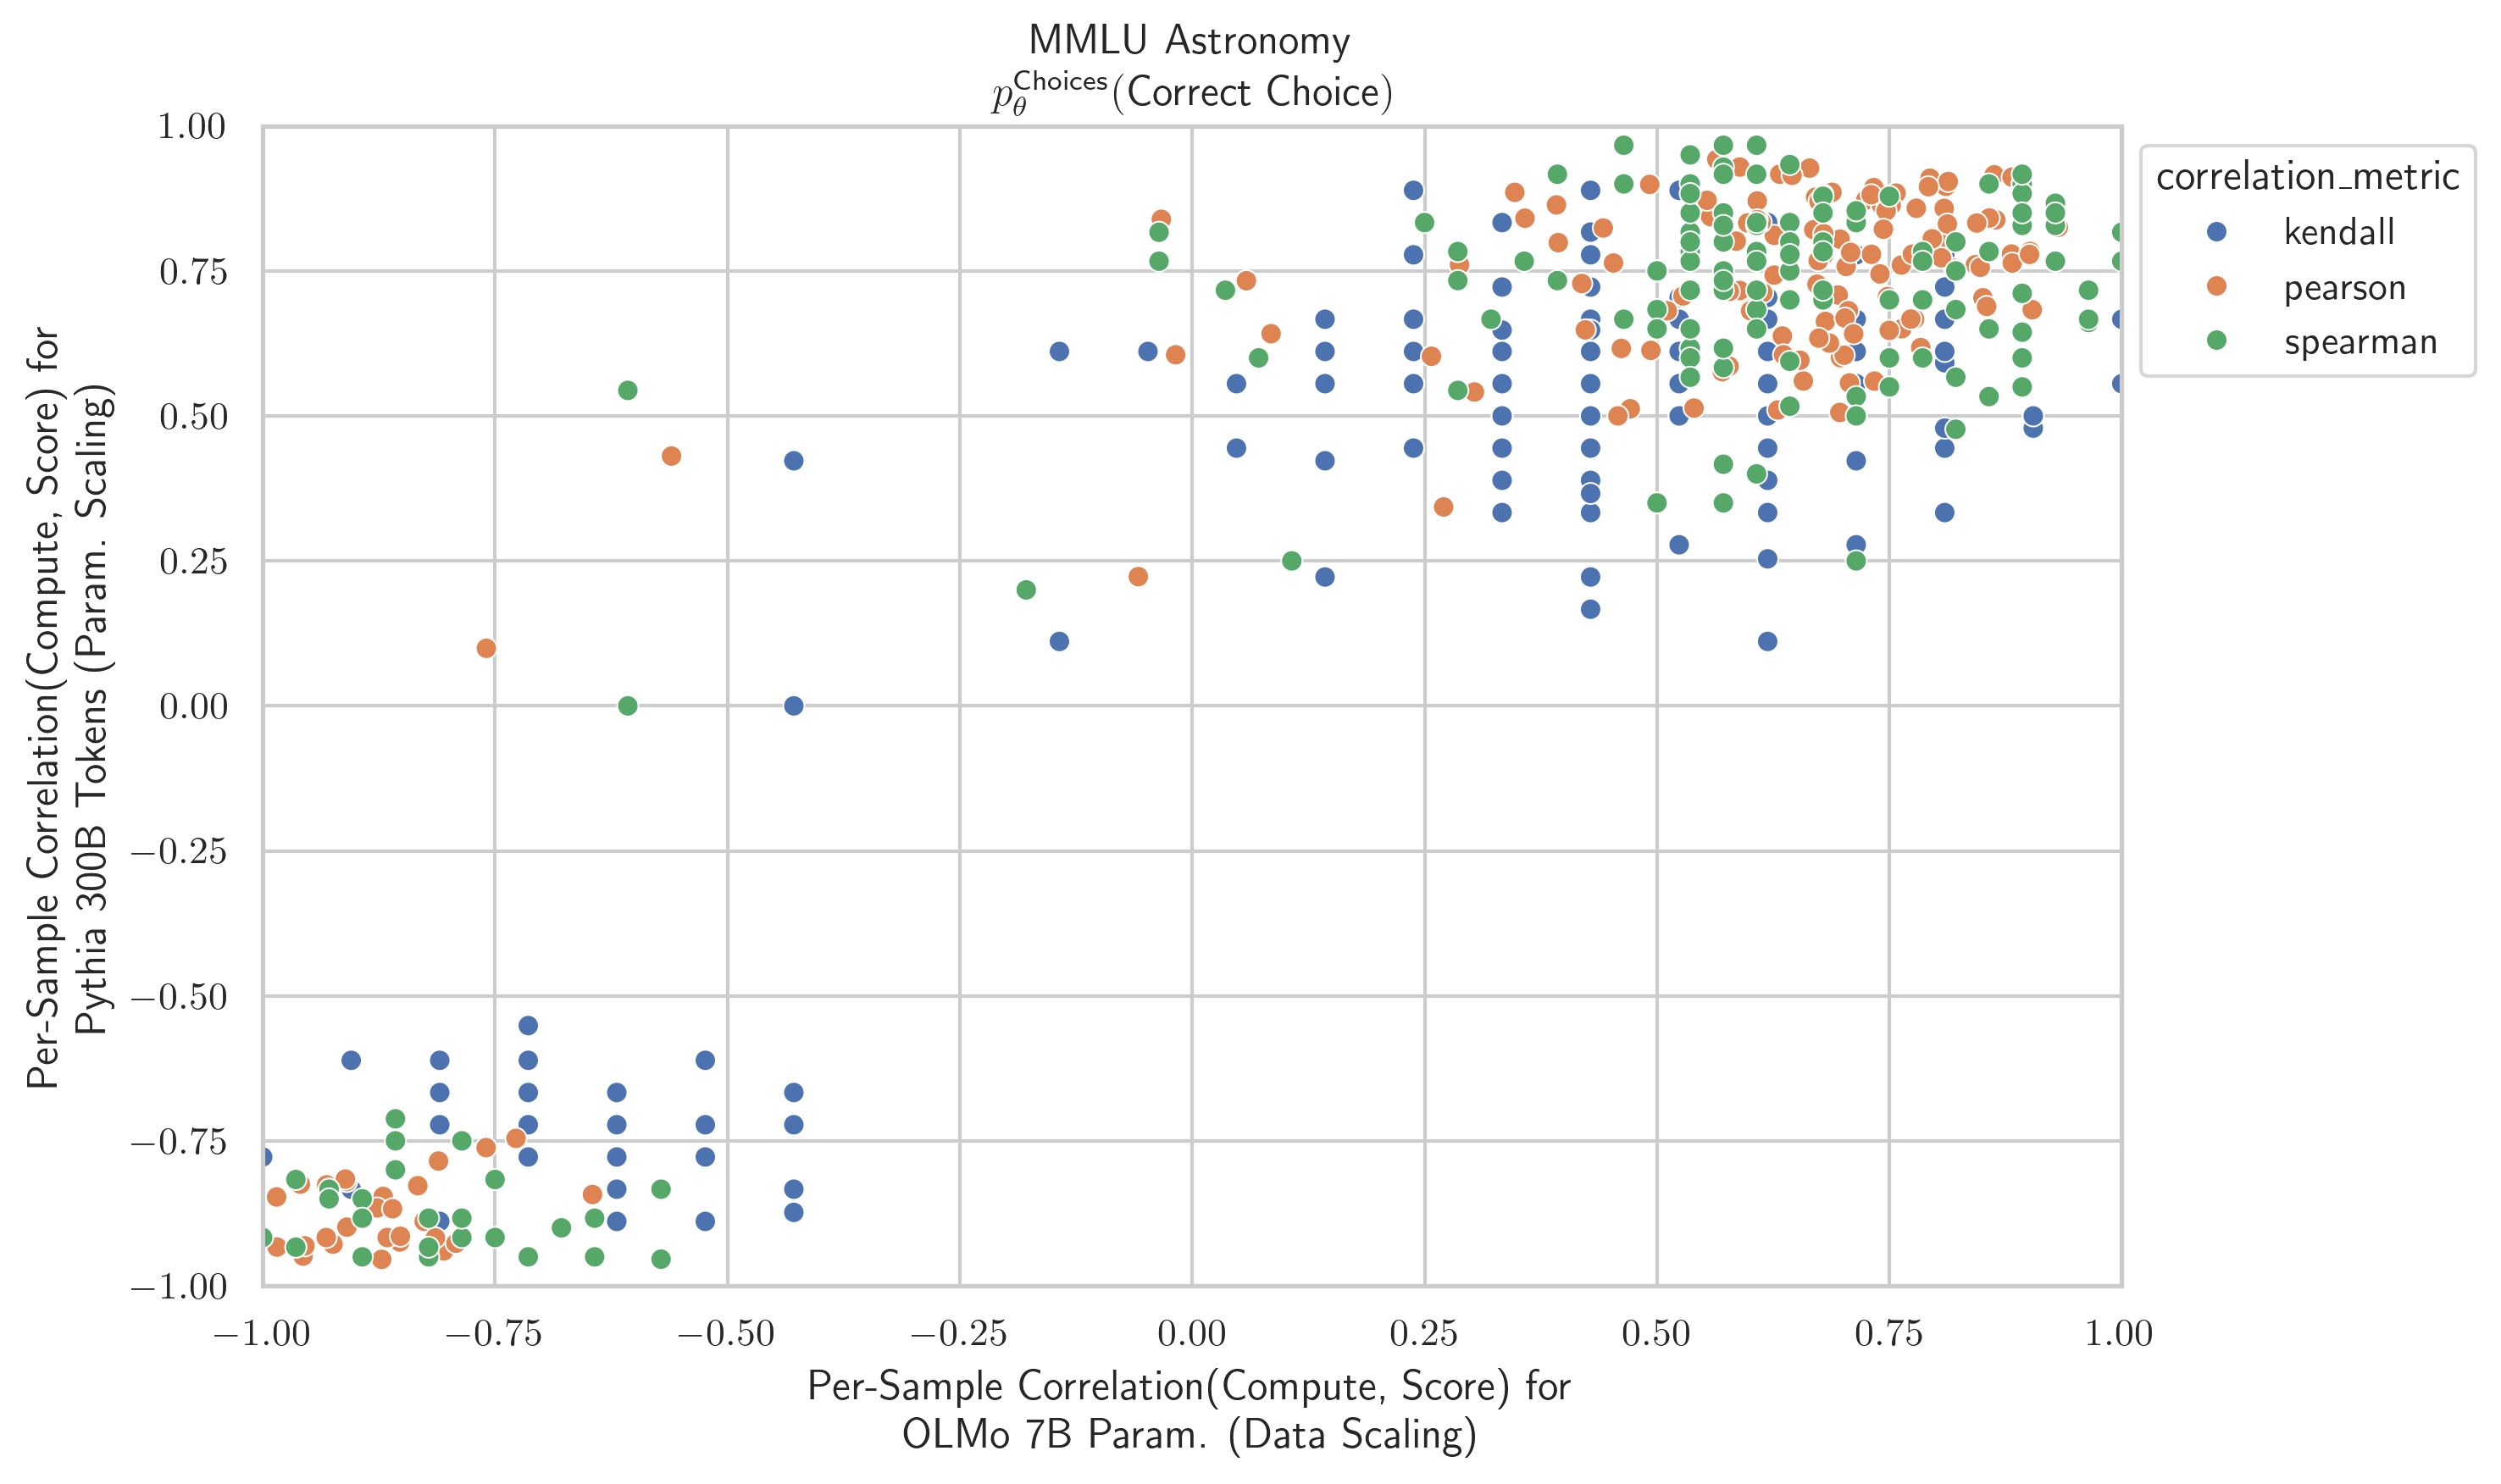 MMLU Astronomy
p_θ^Choices(Correct Choice)
1.00
0.75
0.50
0.25
0.00
−0.25
−0.50
−0.75
−1.00
Per-Sample Correlation(Compute, Score) for
Pythia 300B Tokens (Param. Scaling)
−1.00 −0.75 −0.50 −0.25 0.00 0.25 0.50 0.75 1.00
Per-Sample Correlation(Compute, Score) for
OLMo 7B Param. (Data Scaling)
correlation_metric
kendall
pearson
spearman